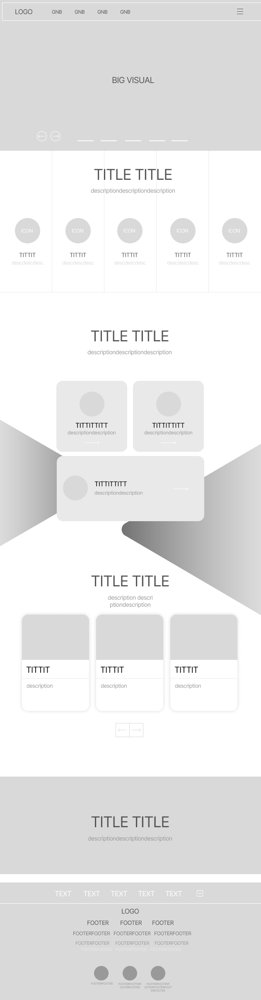 LOGO GNB GNB GNB GNB
BIG VISUAL
TITLE TITLE
descriptiondescriptiondescription
ICON ICON ICON ICON ICON
TITTIT TITTIT TITTIT TITTIT TITTIT
descdescdesc descdescdesc descdescdesc descdescdesc descdescdesc
TITLE TITLE
descriptiondescriptiondescription
TITTITTITT TITTITTITT
descriptiondescription descriptiondescription
TITTITTITT
descriptiondescription
TITLE TITLE
description descri
ptiondescription
TITTIT TITTIT TITTIT
description description description
TITLE TITLE
descriptiondescriptiondescription
TEXT TEXT TEXT TEXT TEXT
LOGO
FOOTER FOOTER FOOTER
FOOTERFOOTER FOOTERFOOTER FOOTERFOOTER
FOOTERFOOTER FOOTERFOOTER FOOTERFOOTER
FOOTERFOOTER FOOTERFOOTER FOOTERFOOTER
FOOTERFOOTER
FOOTERFOOTERF
OOTERFOOTER
FOOTERFOOTERF
OOTERFOOTERFOOT
ERFOOTER